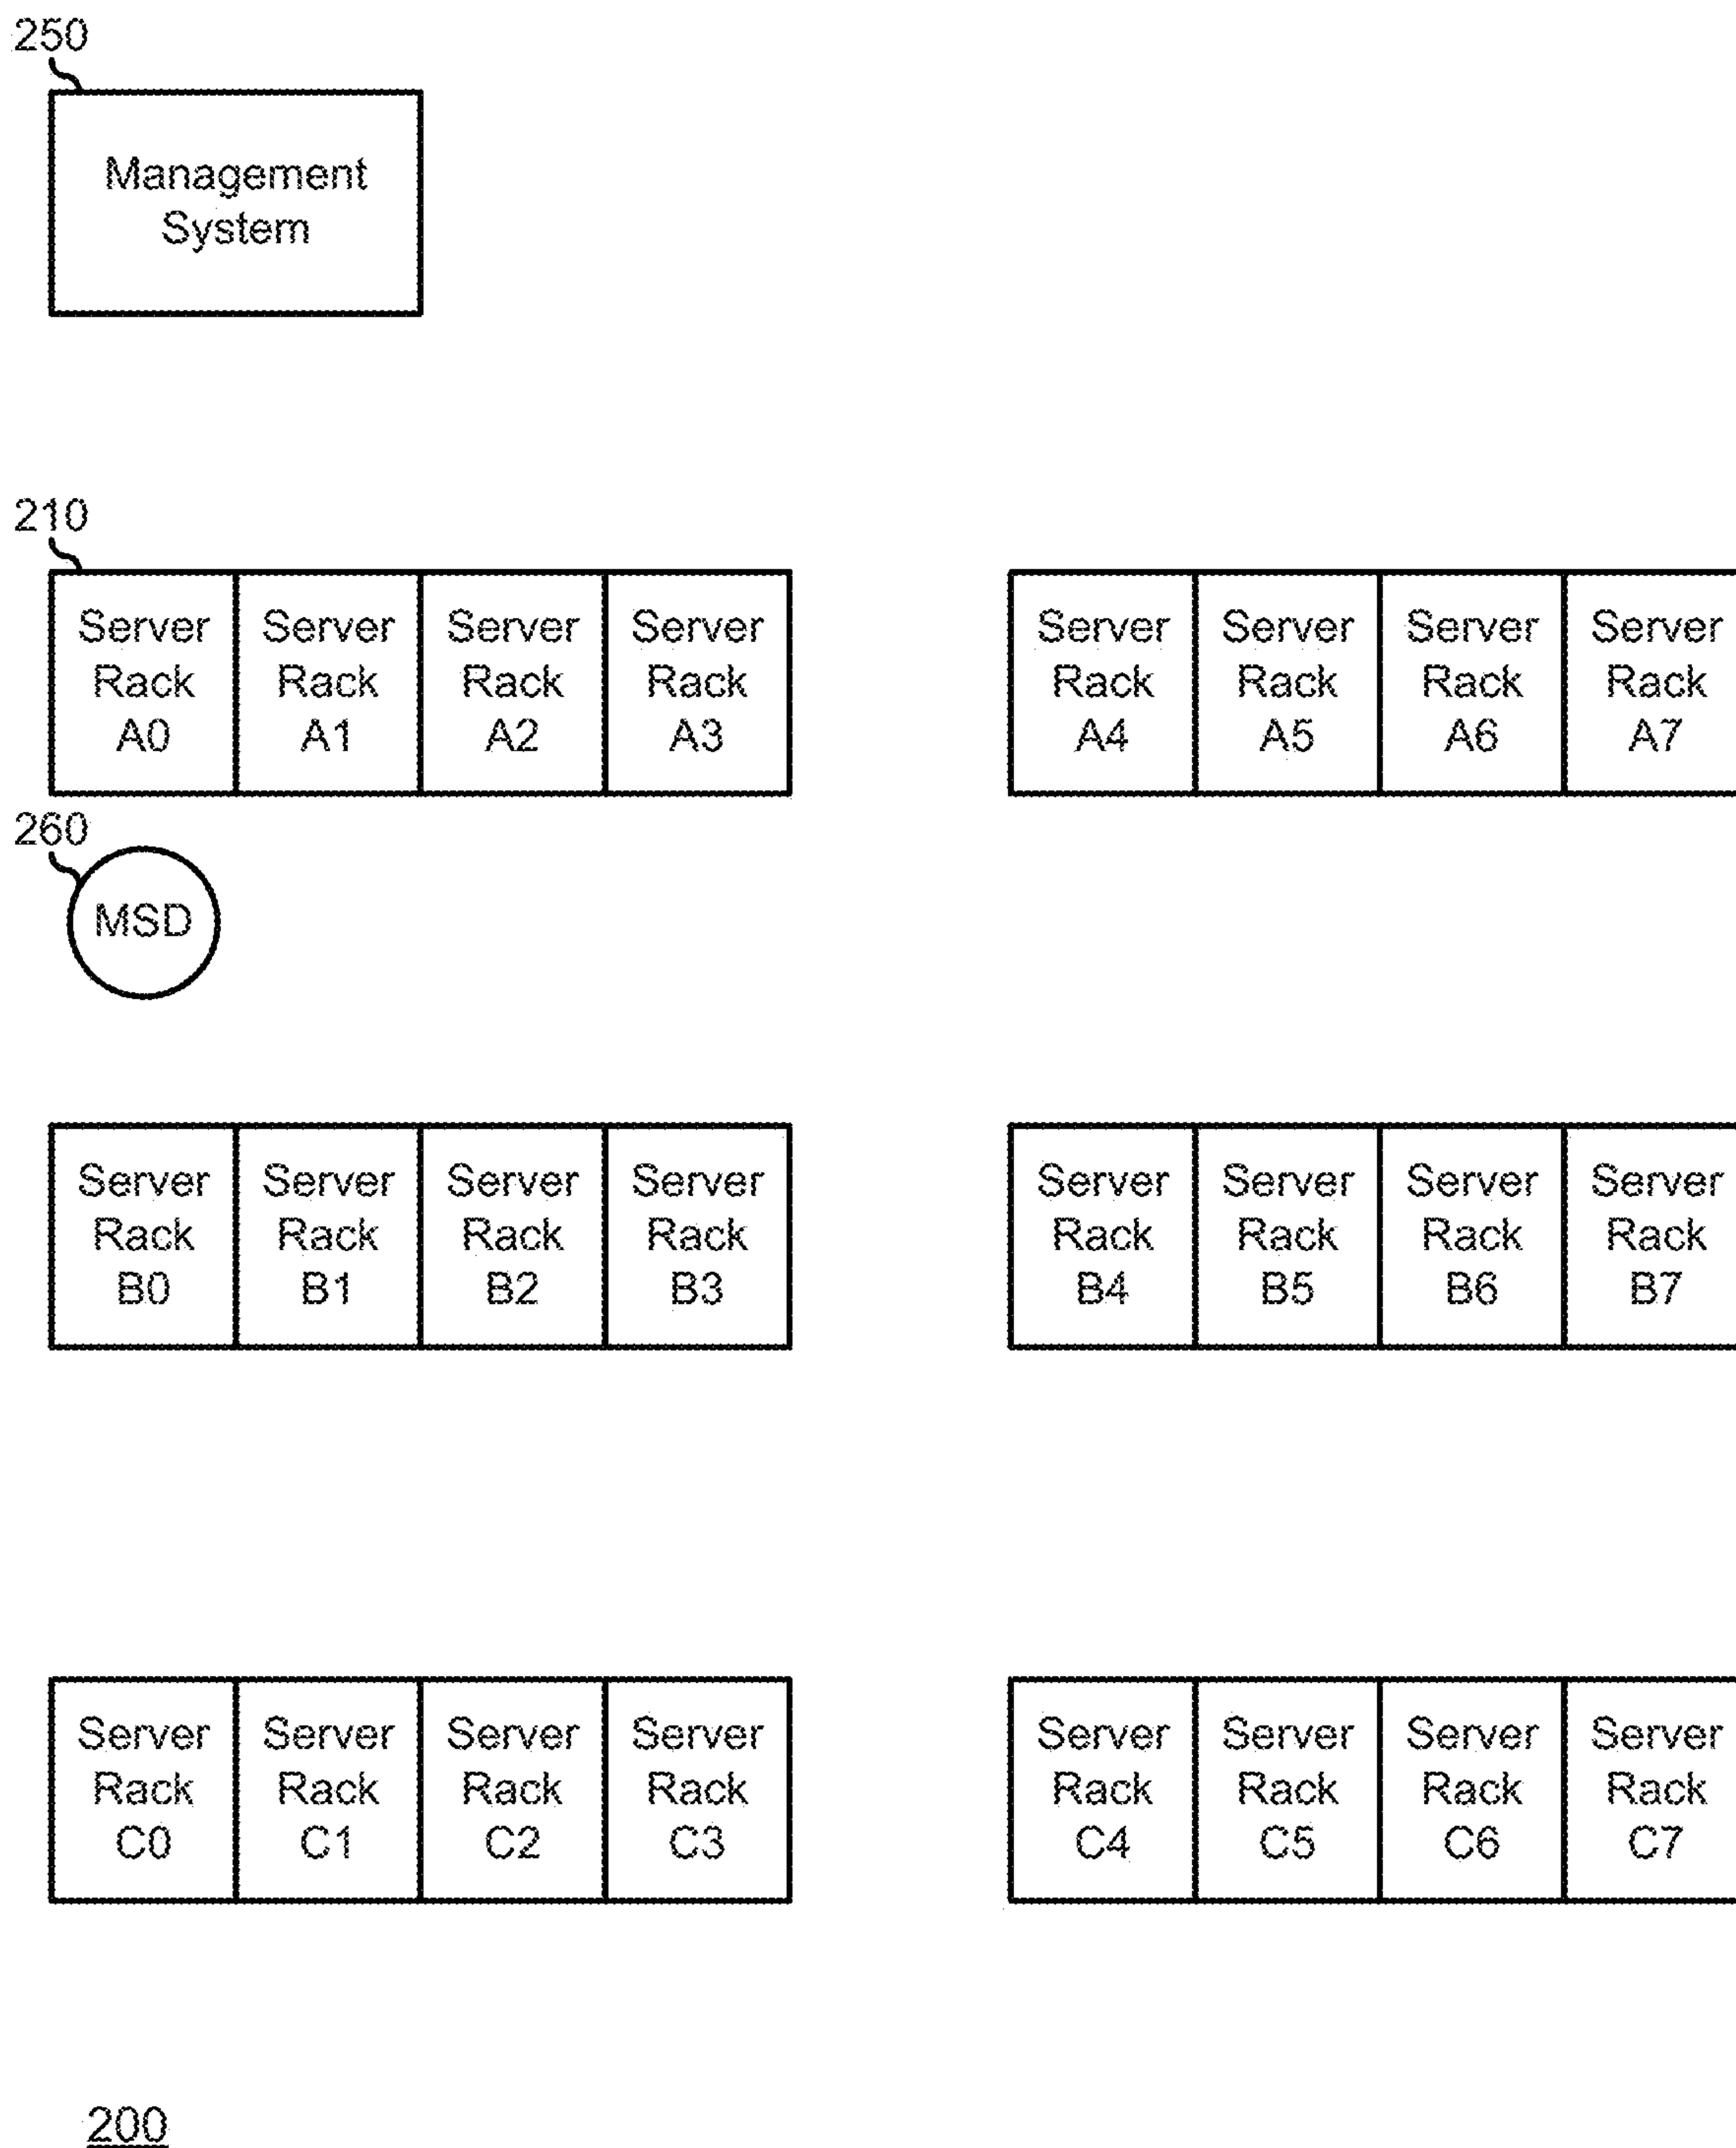 250
Management
System
210
Server Server Server Server Server Server Server Server
Rack Rack Rack Rack Rack Rack Rack Rack
A0 A1 A2 A3 A4 A5 A6 A7
260
MSD
Server Server Server Server Server Server Server Server
Rack Rack Rack Rack Rack Rack Rack Rack
B0 B1 B2 B3 B4 B5 B6 B7
Server Server Server Server Server Server Server Server
Rack Rack Rack Rack Rack Rack Rack Rack
C0 C1 C2 C3 C4 C5 C6 C7
200